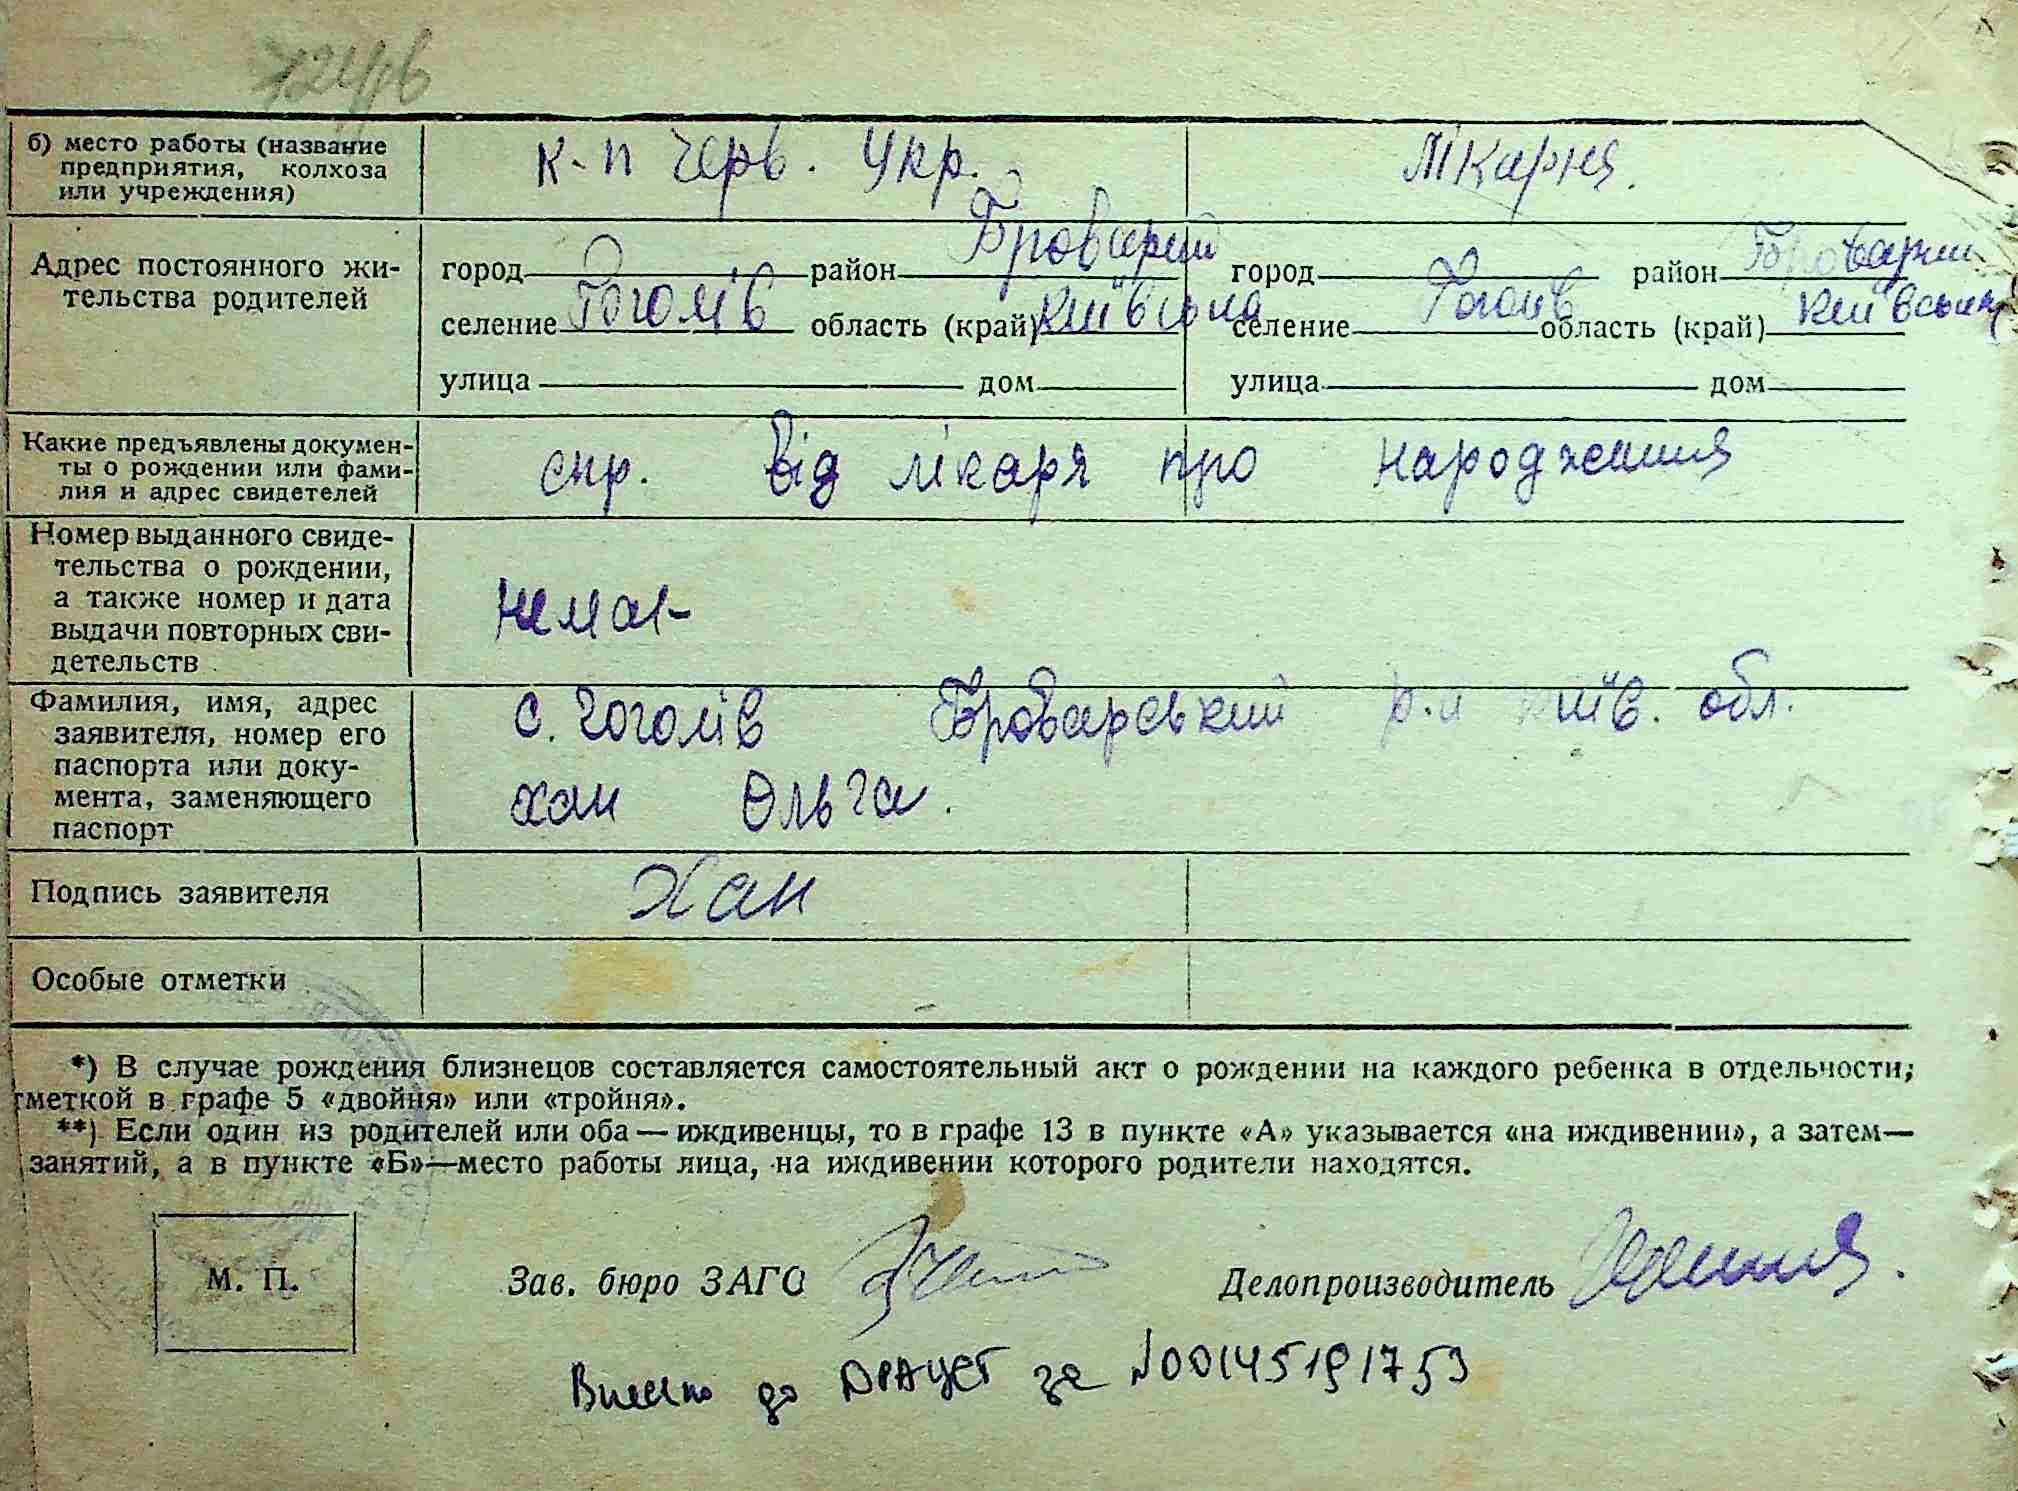 б) место работы (название
предприятия, колхоза
или учреждения)
к-п Черв. Укр.
Лікарня.
Адрес постоянного жи-
тельства родителей
город район Броварий
селение Гоголів область (край) київська
улица дом
город район Броварий
селение Гоголів область (край) київська
улица дом
Какие предъявлены докумен-
ты о рождении или фами-
лия и адрес свидетелей
спр. від лікаря про народження
Номер выданного свиде-
тельства о рождении,
а также номер и дата
выдачи повторных сви-
детельств
Немає
Фамилия, имя, адрес
заявителя, номер его
паспорта или доку-
мента, заменяющего
паспорт
с. Гоголів Броварський р.н Київ. обл.
Хан Ольга.
Подпись заявителя
Хан
Особые отметки
*) В случае рождения близнецов составляется самостоятельный акт о рождении на каждого ребенка в отдельности,
тметкой в графе 5 «двойня» или «тройня».
**) Если один из родителей или оба — иждивенцы, то в графе 13 в пункте «А» указывается «на иждивении», а затем—
занятий, а в пункте «Б»—место работы лица, на иждивении которого родители находятся.
М. П.
Зав. бюро ЗАГС
Делопроизводитель
Внесено до ДРАЦСГ за №00145191753